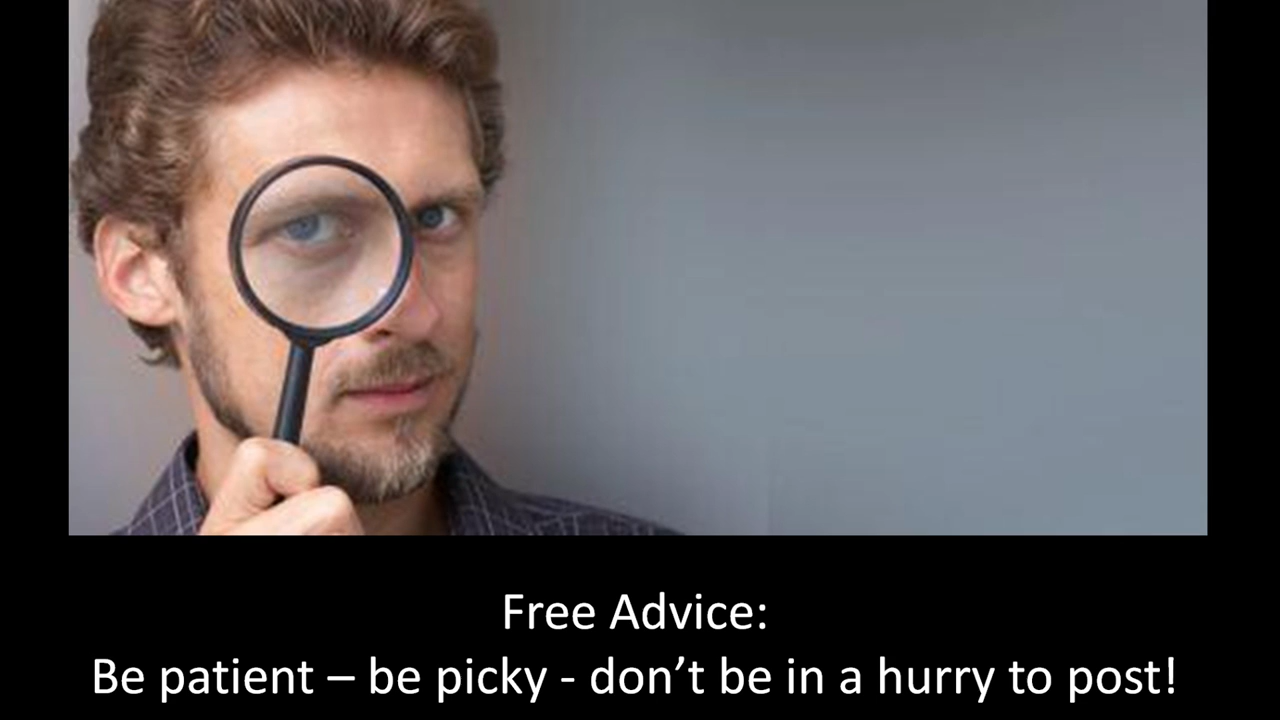 Free Advice:
Be patient – be picky - don’t be in a hurry to post!